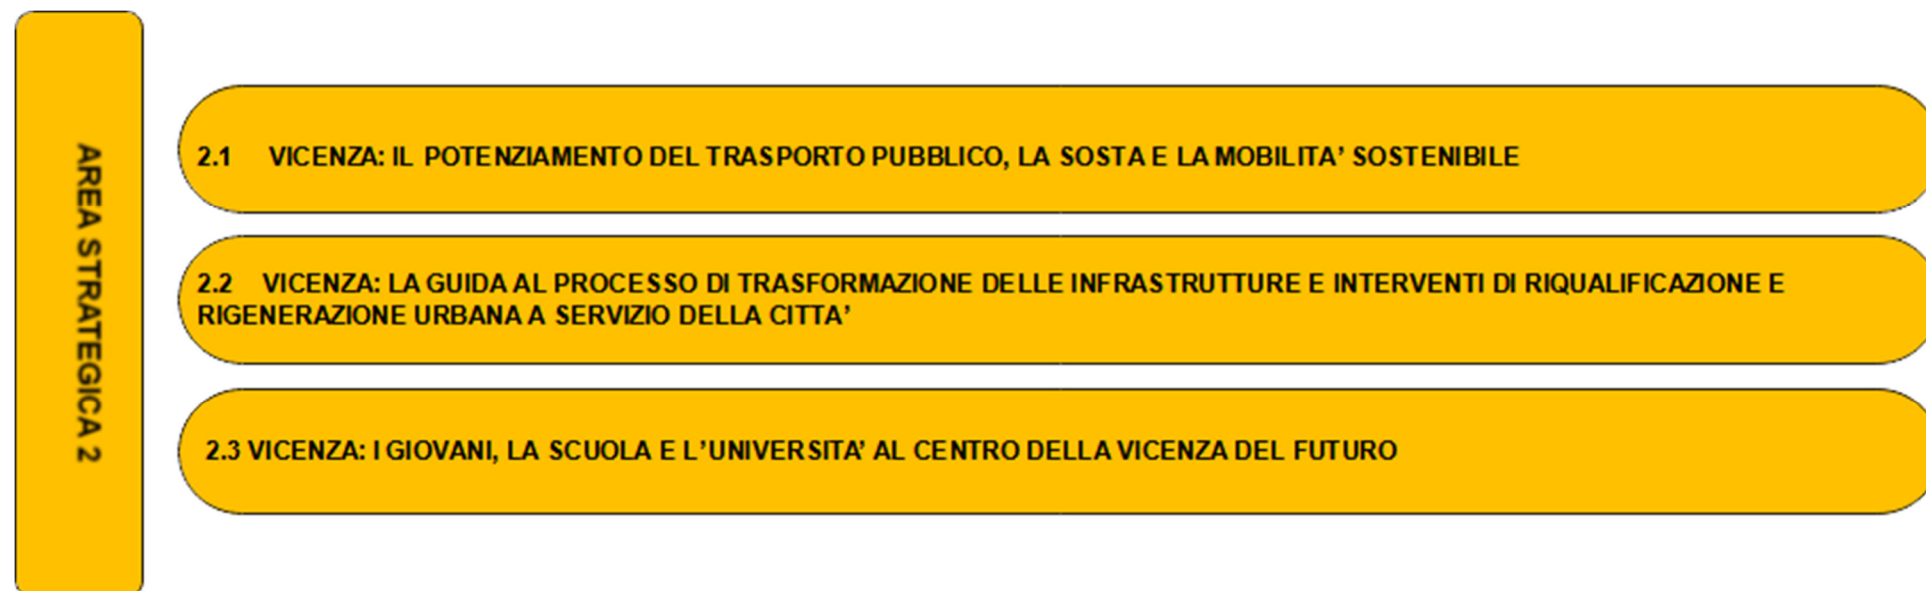 AREA STRATEGICA 2
2.1 VICENZA: IL POTENZIAMENTO DEL TRASPORTO PUBBLICO, LA SOSTA E LA MOBILITA’ SOSTENIBILE
2.2 VICENZA: LA GUIDA AL PROCESSO DI TRASFORMAZIONE DELLE INFRASTRUTTURE E INTERVENTI DI RIQUALIFICAZIONE E
RIGENERAZIONE URBANA A SERVIZIO DELLA CITTA’
2.3 VICENZA: I GIOVANI, LA SCUOLA E L’UNIVERSITA’ AL CENTRO DELLA VICENZA DEL FUTURO